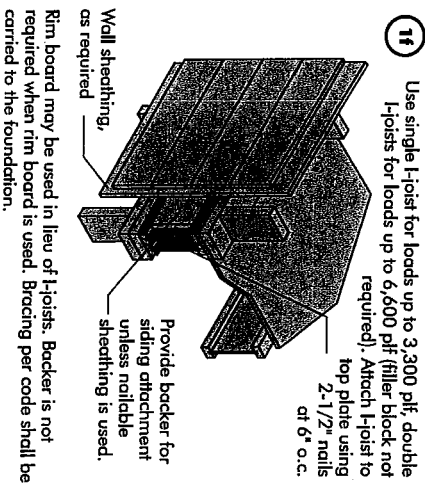 1f
Use single I-joist for loads up to 3,300 plf, double
I-joists for loads up to 6,600 plf (filler block not
required). Attach I-joist to
top plate using
2-1/2" nails
at 6" o.c.
Wall sheathing,
as required
Provide backer for
siding attachment
unless nailable
sheathing is used.
Rim board may be used in lieu of I-joists. Backer is not
required when rim board is used. Bracing per code shall be
carried to the foundation.